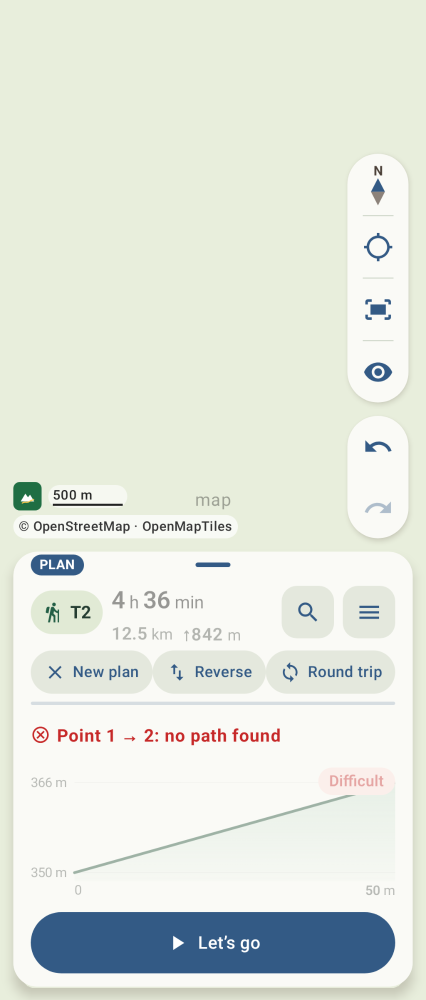 N
500 m
map
© OpenStreetMap · OpenMapTiles
PLAN
T2
4 h 36 min
12.5 km ↑842 m
New plan
Reverse
Round trip
Point 1 → 2: no path found
366 m
Difficult
350 m
0
50 m
Let's go